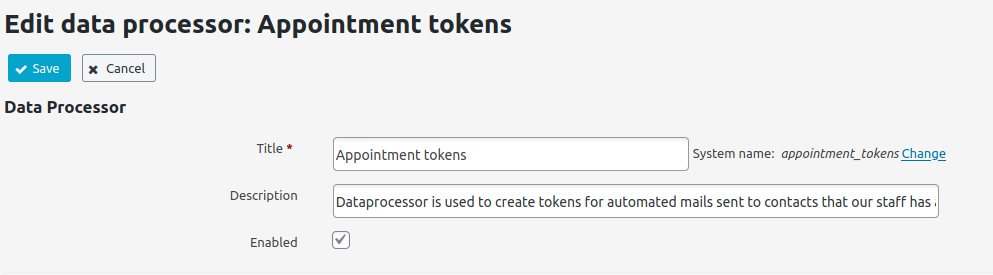 Edit data processor: Appointment tokens
Save Cancel
Data Processor
Title * Appointment tokens System name: appointment_tokens Change
Description Dataprocessor is used to create tokens for automated mails sent to contacts that our staff has
Enabled